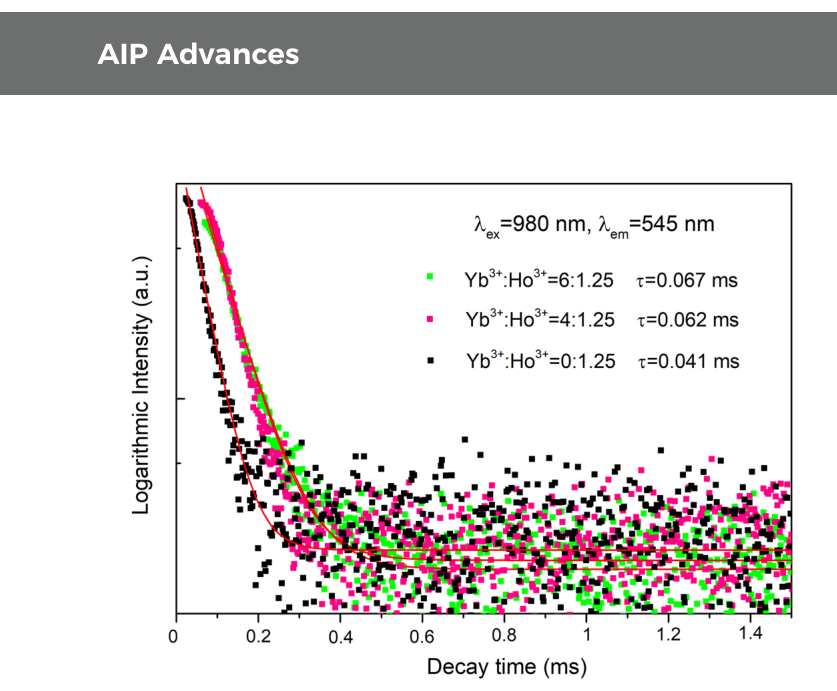 AIP Advances
λex=980 nm, λem=545 nm
Yb³⁺:Ho³⁺=6:1.25 τ=0.067 ms
Yb³⁺:Ho³⁺=4:1.25 τ=0.062 ms
Yb³⁺:Ho³⁺=0:1.25 τ=0.041 ms
Logarithmic Intensity (a.u.)
0 0.2 0.4 0.6 0.8 1 1.2 1.4
Decay time (ms)